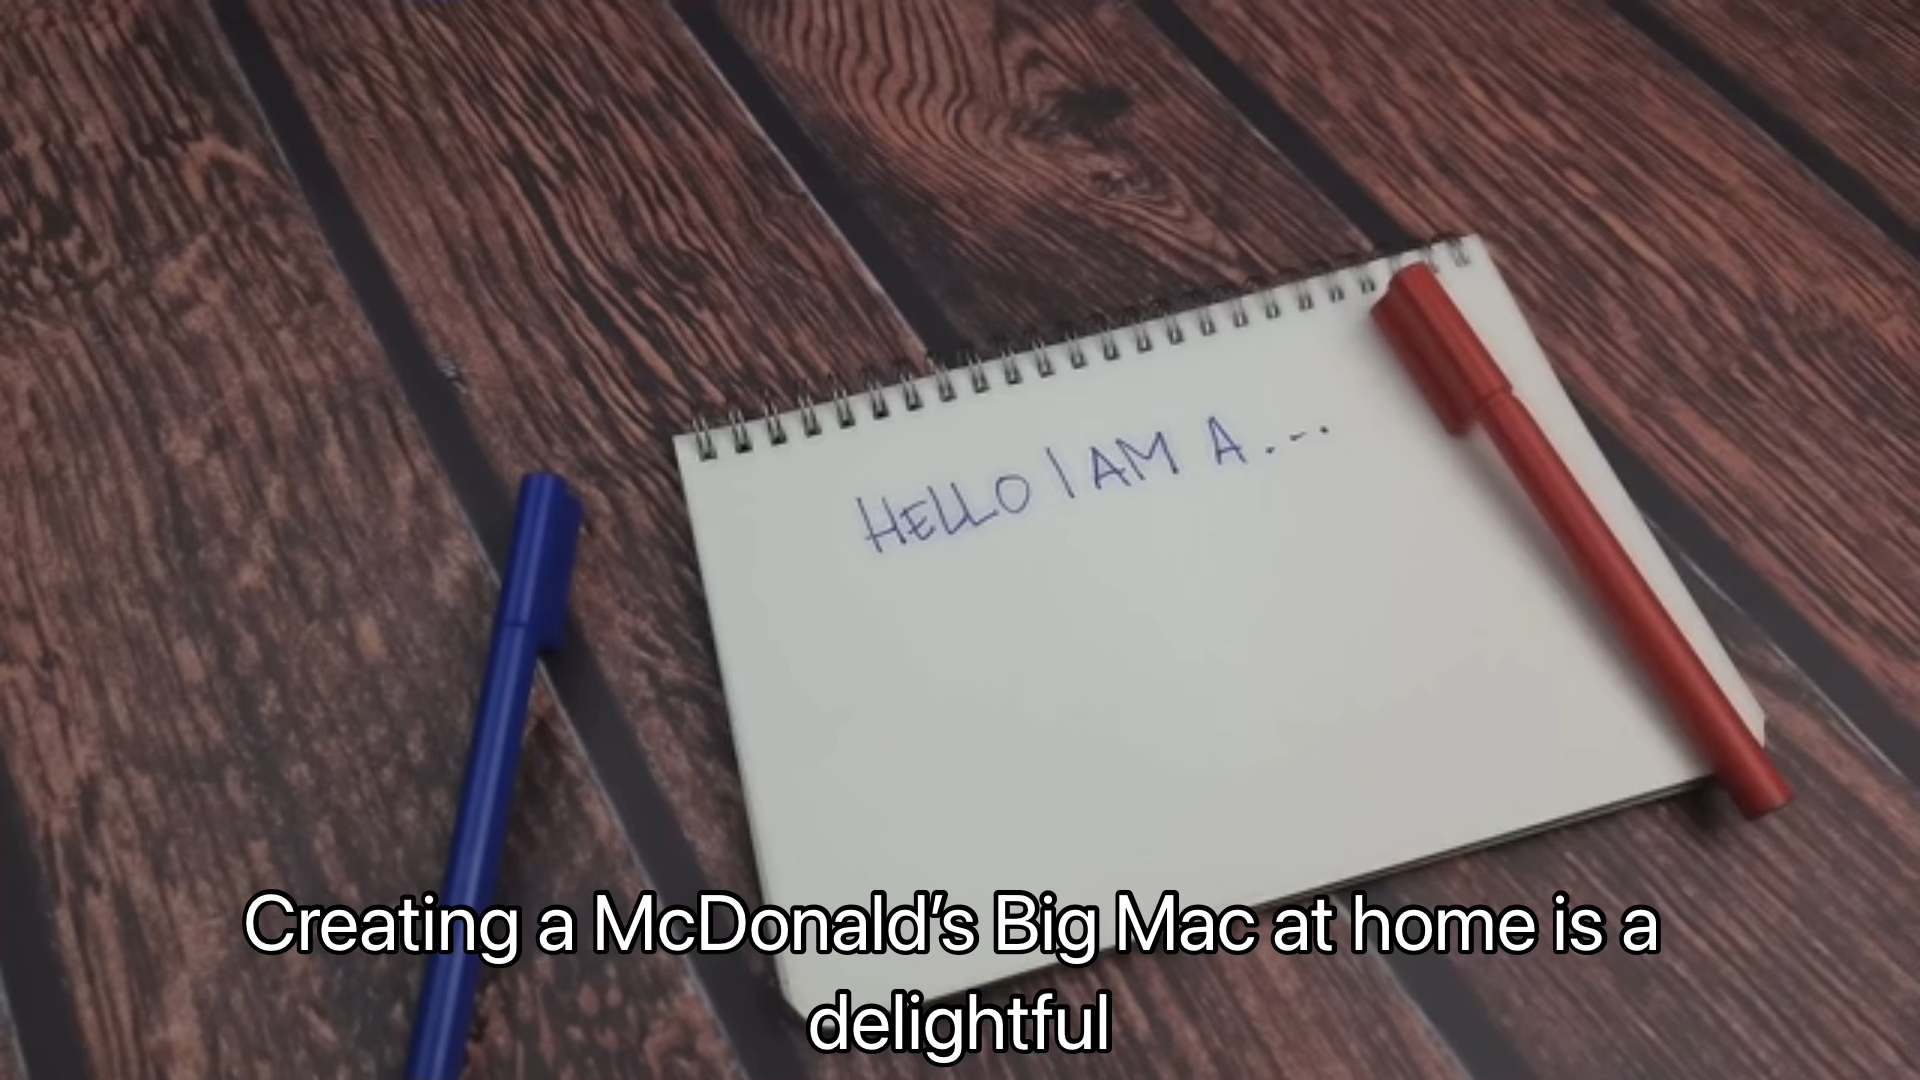 HELLO I AM A...
Creating a McDonald’s Big Mac at home is a
delightful